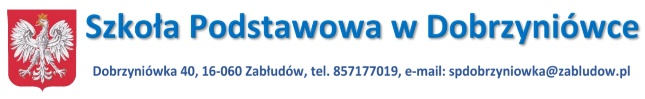 Szkoła Podstawowa w Dobrzyniówce
Dobrzyniówka 40, 16-060 Zabłudów, tel. 857177019, e-mail: spdobrzyniowka@zabludow.pl